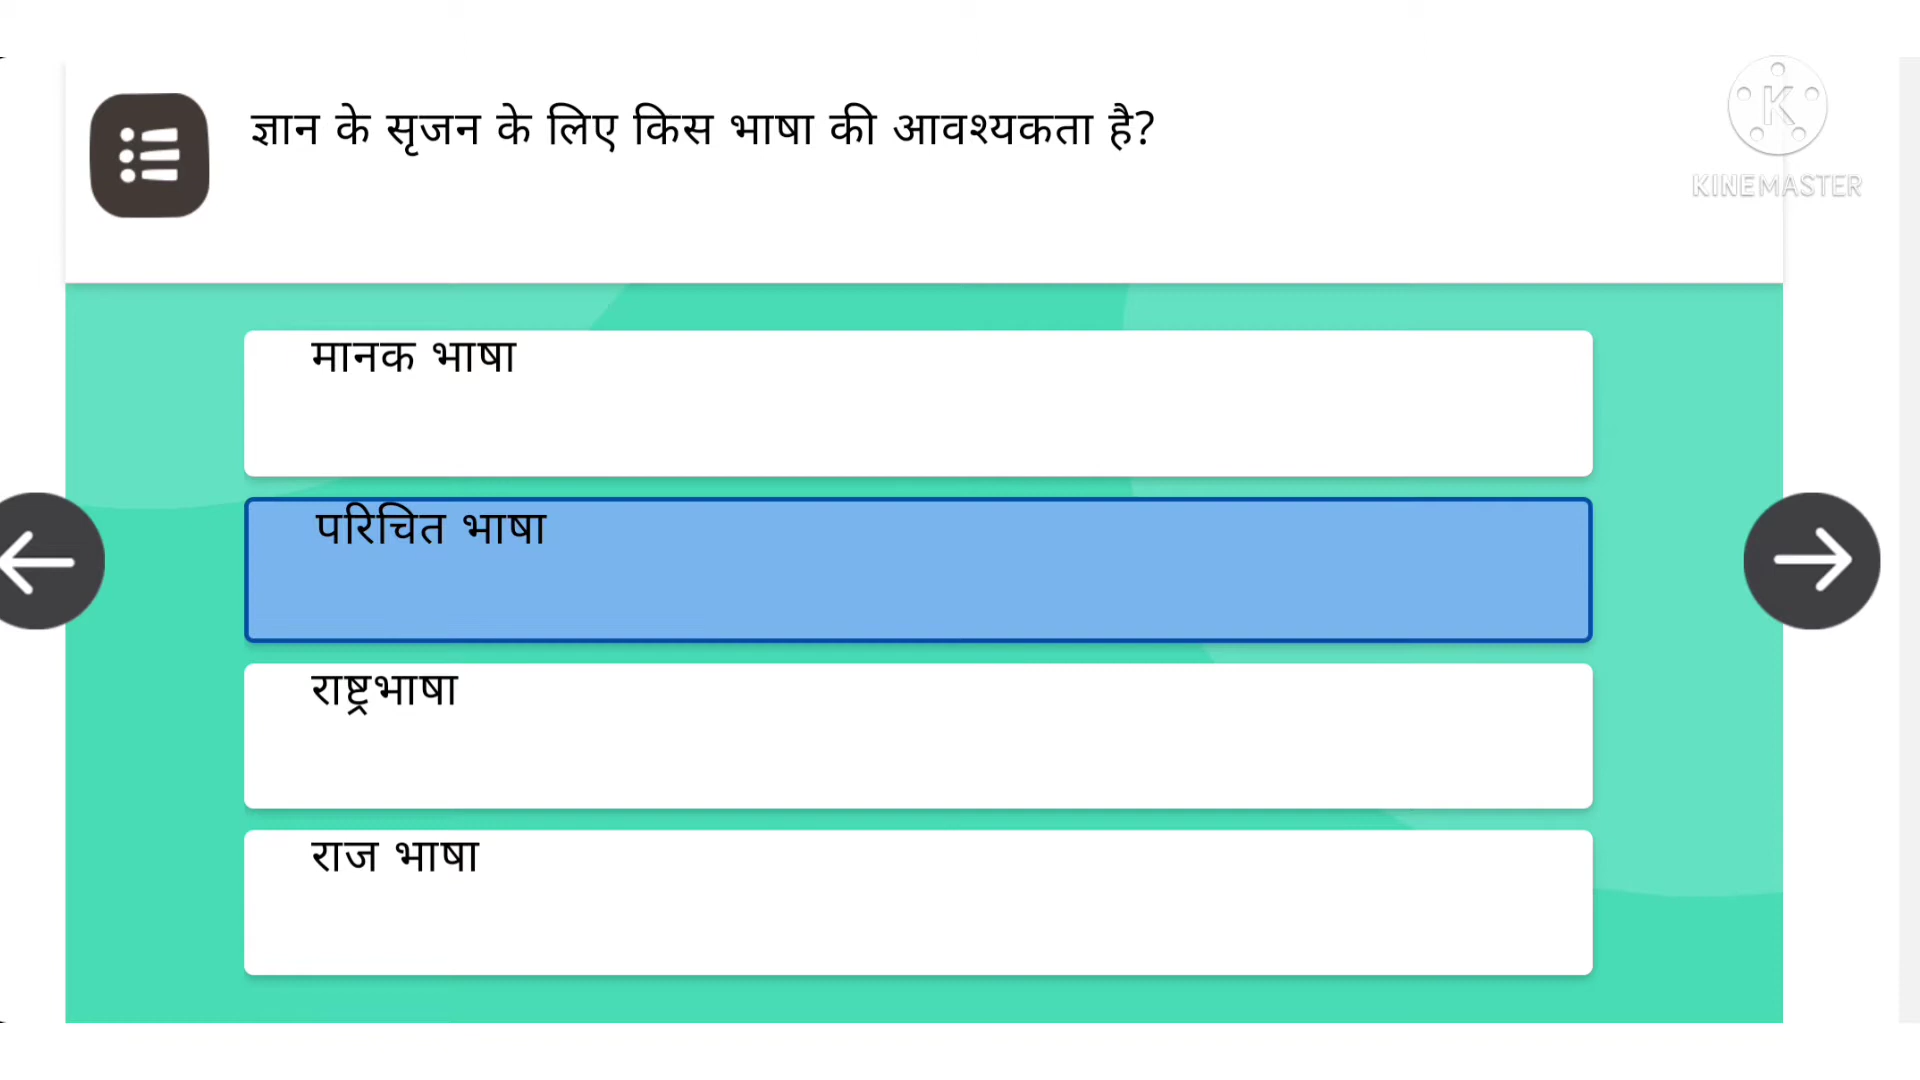 ज्ञान के सृजन के लिए किस भाषा की आवश्यकता है?
KINEMASTER
मानक भाषा
परिचित भाषा
राष्ट्रभाषा
राज भाषा